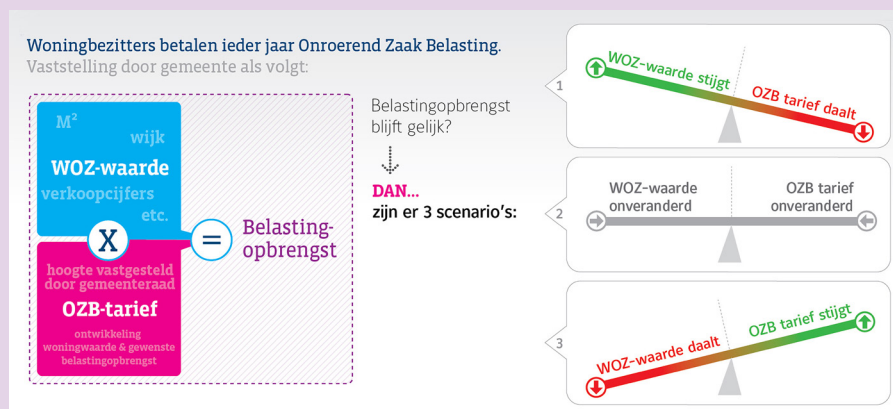 Woningbezitters betalen ieder jaar Onroerend Zaak Belasting.
Vaststelling door gemeente als volgt:
M²
wijk
WOZ-waarde
verkoopcijfers
etc.
X
=
Belasting-
opbrengst
hoogte vastgesteld
door gemeenteraad
OZB-tarief
ontwikkeling
woningwaarde & gewenste
belastingopbrengst
Belastingopbrengst
blijft gelijk?
DAN...
zijn er 3 scenario's:
1
WOZ-waarde stijgt
OZB tarief daalt
2
WOZ-waarde
onveranderd
OZB tarief
onveranderd
3
WOZ-waarde daalt
OZB tarief stijgt